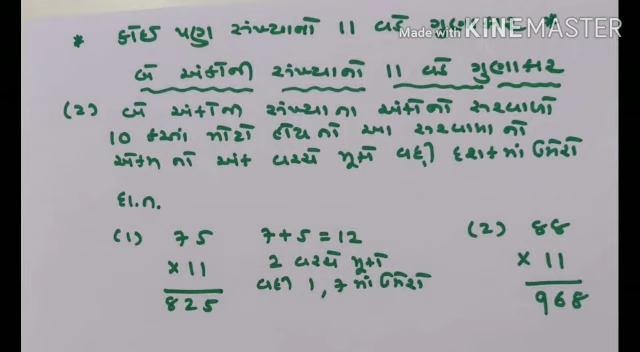 * કોઈ પણ સંખ્યાનો 11 વડે *
Made with KINEMASTER
બે અંકોની સંખ્યાનો 11 વડે ગુણાકાર
(2) બે અંકોની સંખ્યાના અંકોનો સરવાળો
10 કરતાં મોટો હોય તો આ સરવાળાનો
એકમ નો અંક વચ્ચે મૂકી વદ્દી દશકમાં ઉમેરો
દા.ત.
(1) 75 7+5=12 (2) 88
×11 2 વચ્ચે મૂકો ×11
825 વદ્દી 1, 7 માં ઉમેરો 968